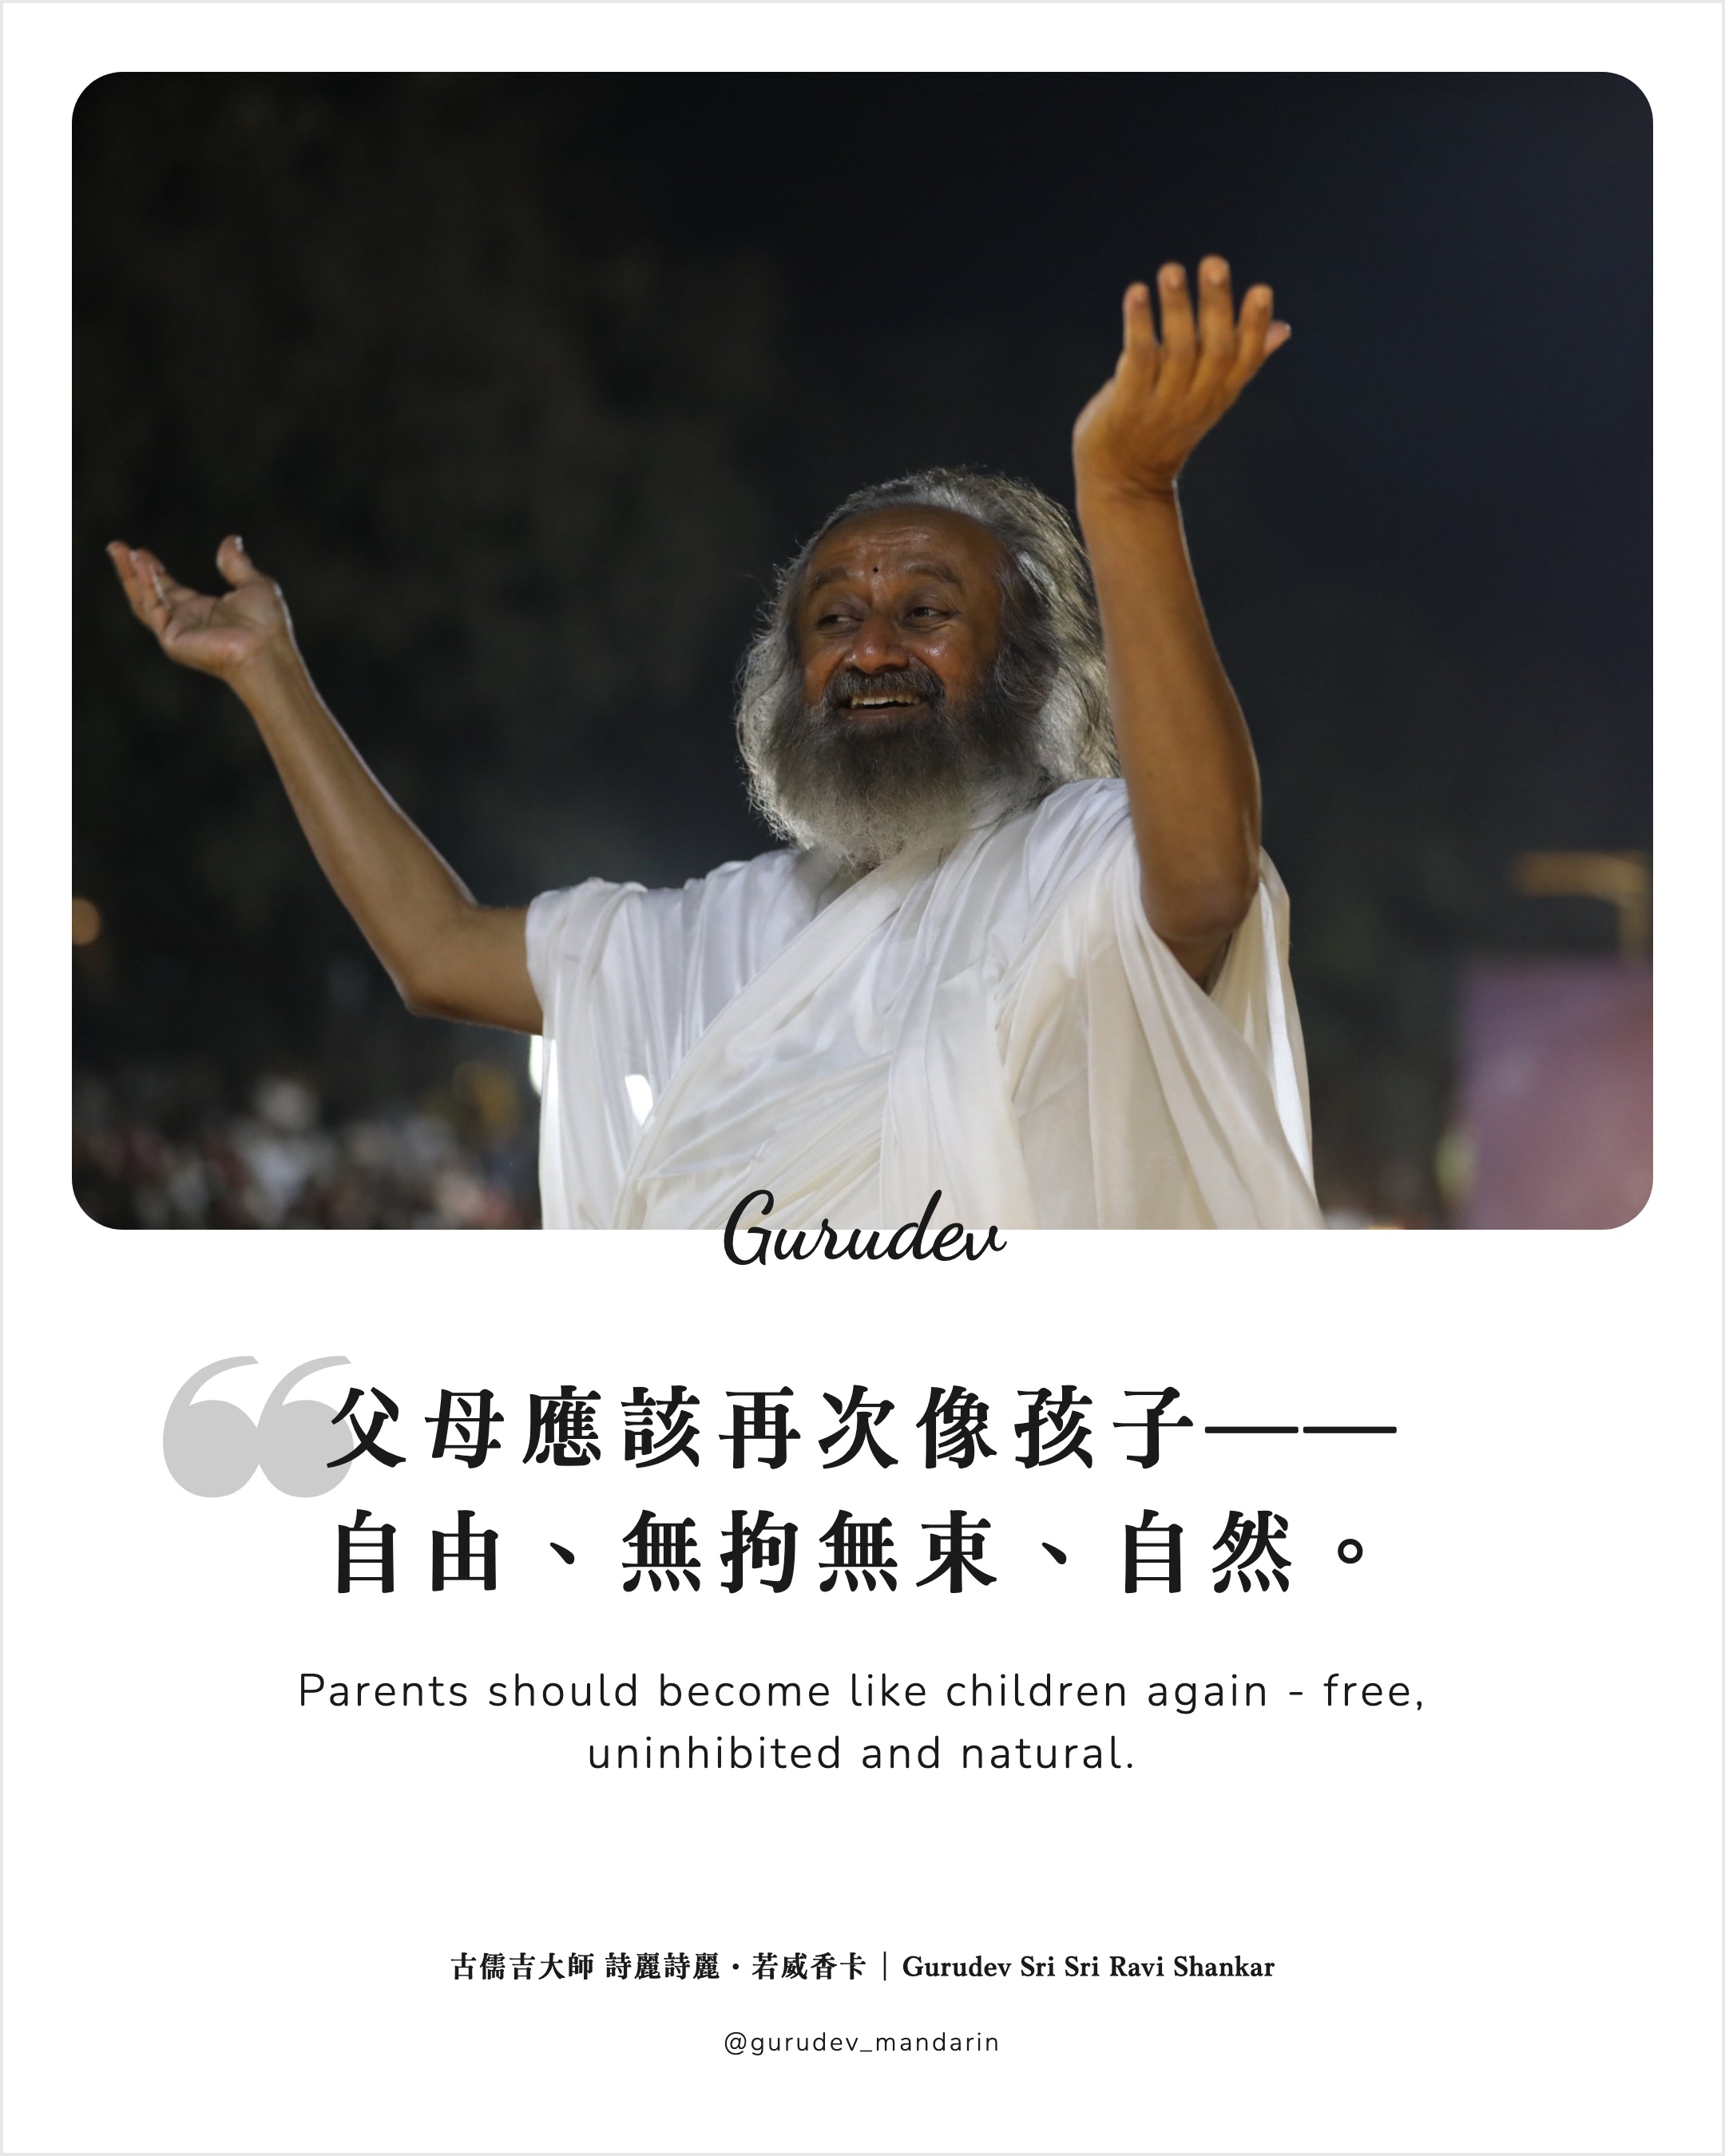 Gurudev
父母應該再次像孩子——
自由、無拘無束、自然。
Parents should become like children again - free,
uninhibited and natural.
古儒吉大師 詩麗詩麗・若威香卡｜Gurudev Sri Sri Ravi Shankar
@gurudev_mandarin